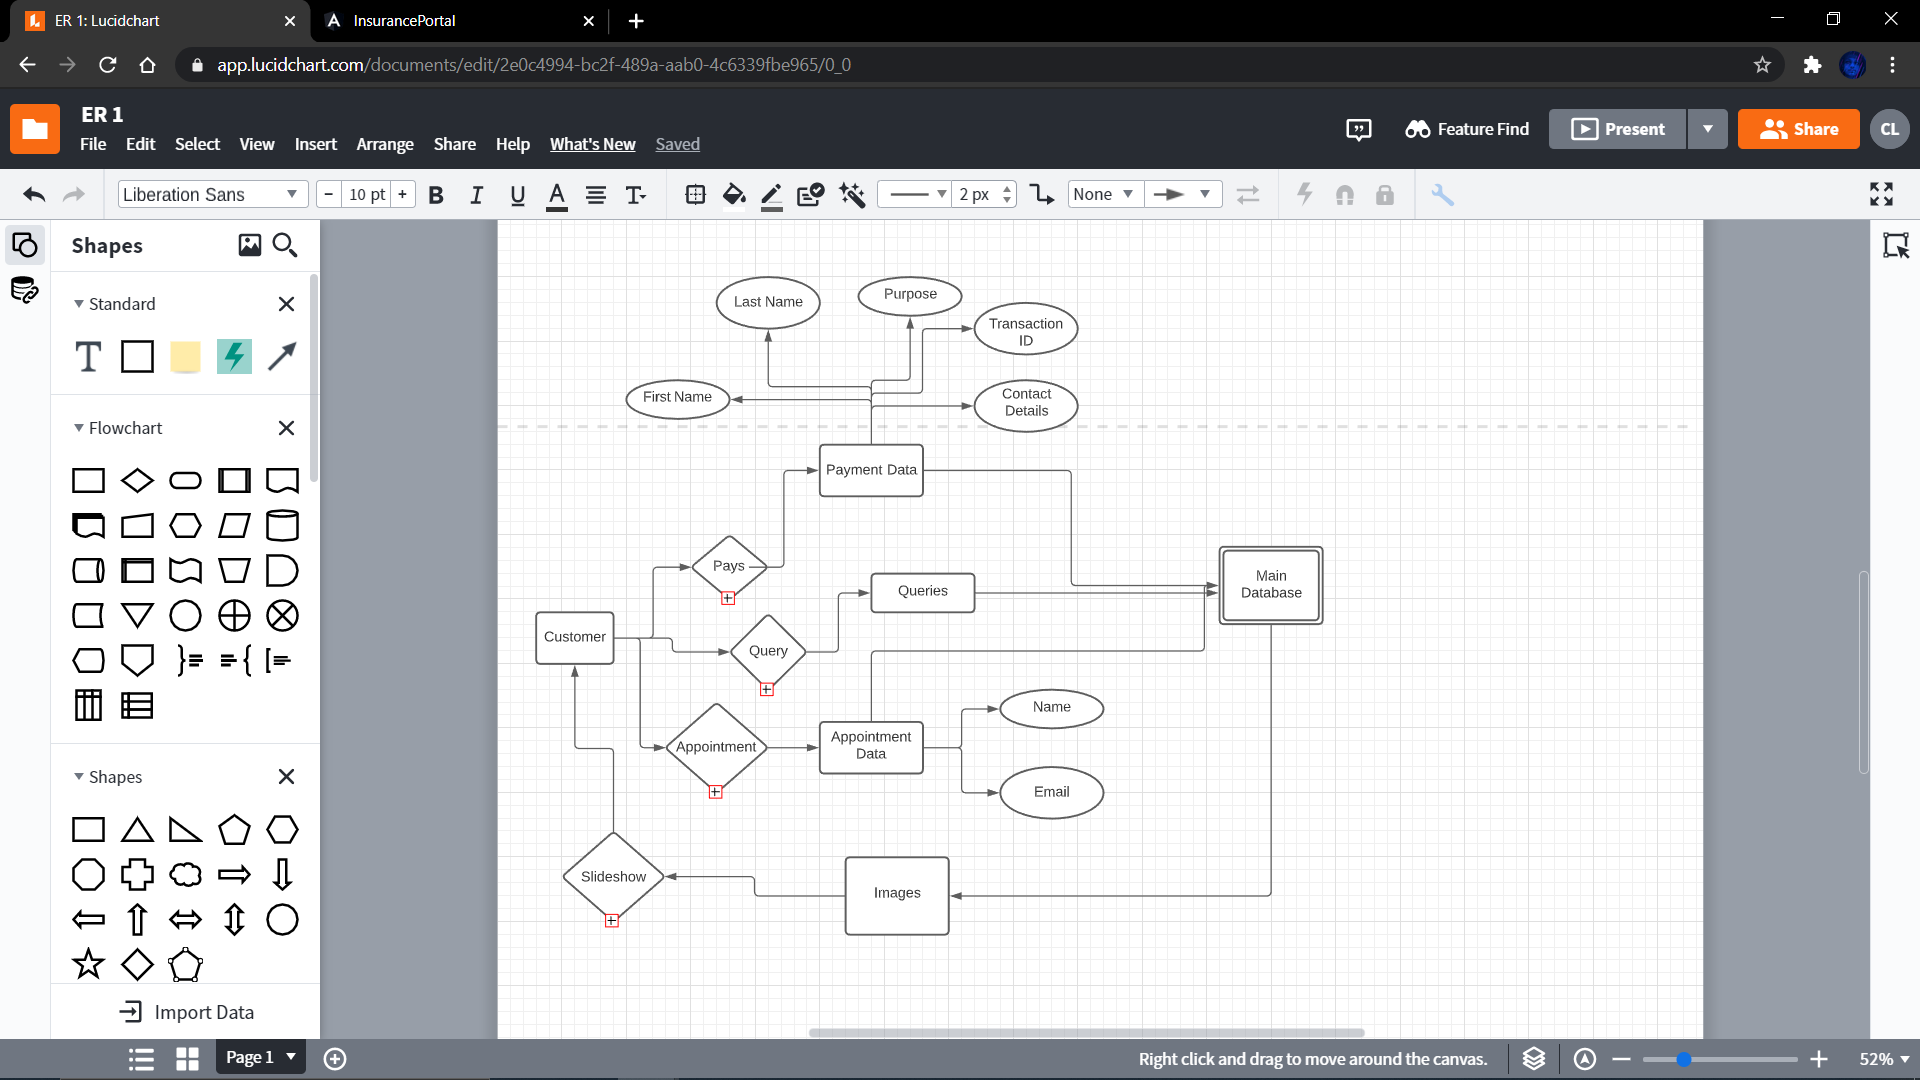 ER 1: Lucidchart
InsurancePortal
app.lucidchart.com/documents/edit/2e0c4994-bc2f-489a-aab0-4c6339fbe965/0_0
ER 1
File Edit Select View Insert Arrange Share Help What's New Saved
Feature Find
Present
Share
CL
Liberation Sans
10 pt
B I U A T
2 px
None
Shapes
Standard
T
Flowchart
Shapes
Import Data
Last Name
Purpose
Transaction
ID
First Name
Contact
Details
Payment Data
Pays
Queries
Main
Database
Customer
Query
Name
Appointment
Appointment
Data
Email
Slideshow
Images
Page 1
Right click and drag to move around the canvas.
52%